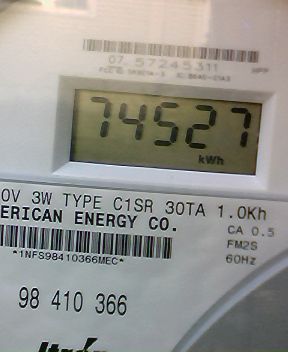 07 57245311
74527
kWh
0V 3W TYPE C1SR 30TA 1.0Kh
ERICAN ENERGY CO.
CA 0.5
FM2S
*1NFS98410366MEC*
60Hz
98 410 366
Itron